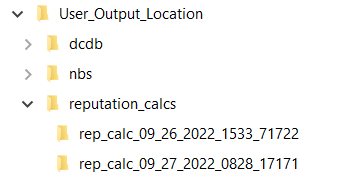 User_Output_Location
dcdb
nbs
reputation_calcs
rep_calc_09_26_2022_1533_71722
rep_calc_09_27_2022_0828_17171